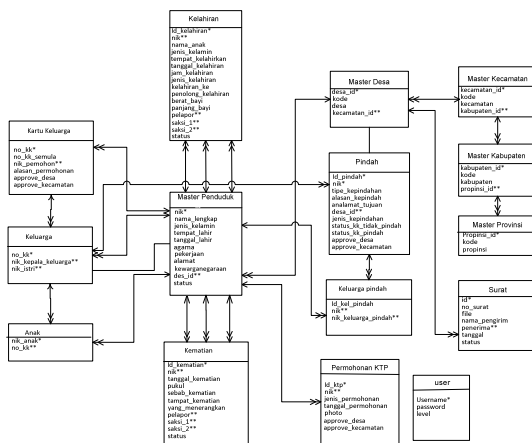 Kelahiran
Id_kelahiran*
nik**
nama_anak
jenis_kelamin
tempat_kelahirkan
tanggal_kelahiran
jam_kelahiran
jenis_kelahiran
kelahiran_ke
penolong_kelahiran
berat_bayi
panjang_bayi
pelapor**
saksi_1**
saksi_2**
status
Master Desa
desa_id*
kode
desa
kecamatan_id**
Master Kecamatan
kecamatan_id*
kode
kecamatan
kabupaten_id**
Kartu Keluarga
no_kk*
no_kk_semula
nik_pemohon**
alasan_permohonan
approve_desa
approve_kecamatan
Pindah
Id_pindah*
nik*
tipe_kepindahan
alasan_kepindah
analamat_tujuan
desa_id**
jenis_kepindahan
status_kk_tidak_pindah
status_kk_pindah
approve_desa
approve_kecamatan
Master Kabupaten
kabupaten_id*
kode
kabupaten
propinsi_id**
Master Penduduk
nik*
nama_lengkap
jenis_kelamin
tempat_lahir
tanggal_lahir
agama
pekerjaan
alamat
kewarganegaraan
des_id**
status
Master Provinsi
Propinsi_id*
kode
propinsi
Keluarga
no_kk*
nik_kepala_keluarga**
nik_istri**
Surat
id*
no_surat
file
nama_pengirim
penerima**
tanggal
status
Keluarga pindah
Id_kel_pindah
nik**
nik_keluarga_pindah**
Anak
nik_anak*
no_kk**
Kematian
Id_kematian*
nik**
tanggal_kematian
pukul
sebab_kematian
tampat_kematian
yang_menerangkan
pelapor**
saksi_1**
saksi_2**
status
Permohonan KTP
Id_ktp*
nik**
jenis_permohonan
tanggal_permohonan
photo
approve_desa
approve_kecamatan
user
Username*
password
level